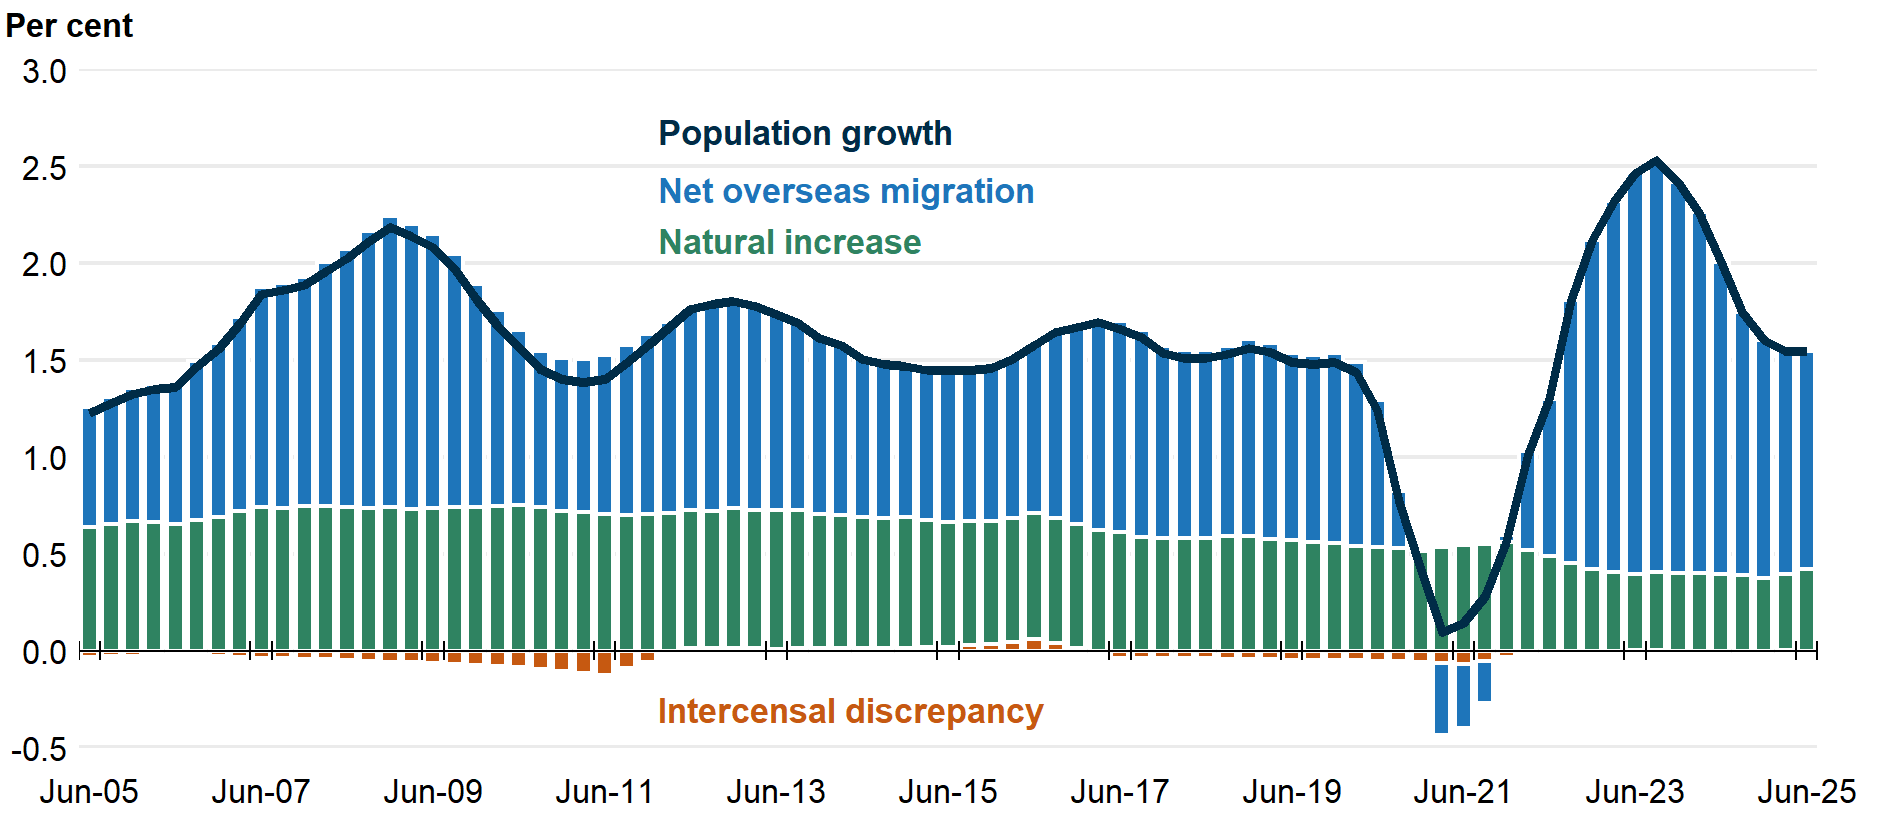 Per cent
3.0
Population growth
2.5
Net overseas migration
Natural increase
2.0
1.5
1.0
0.5
0.0
Intercensal discrepancy
-0.5
Jun-05 Jun-07 Jun-09 Jun-11 Jun-13 Jun-15 Jun-17 Jun-19 Jun-21 Jun-23 Jun-25